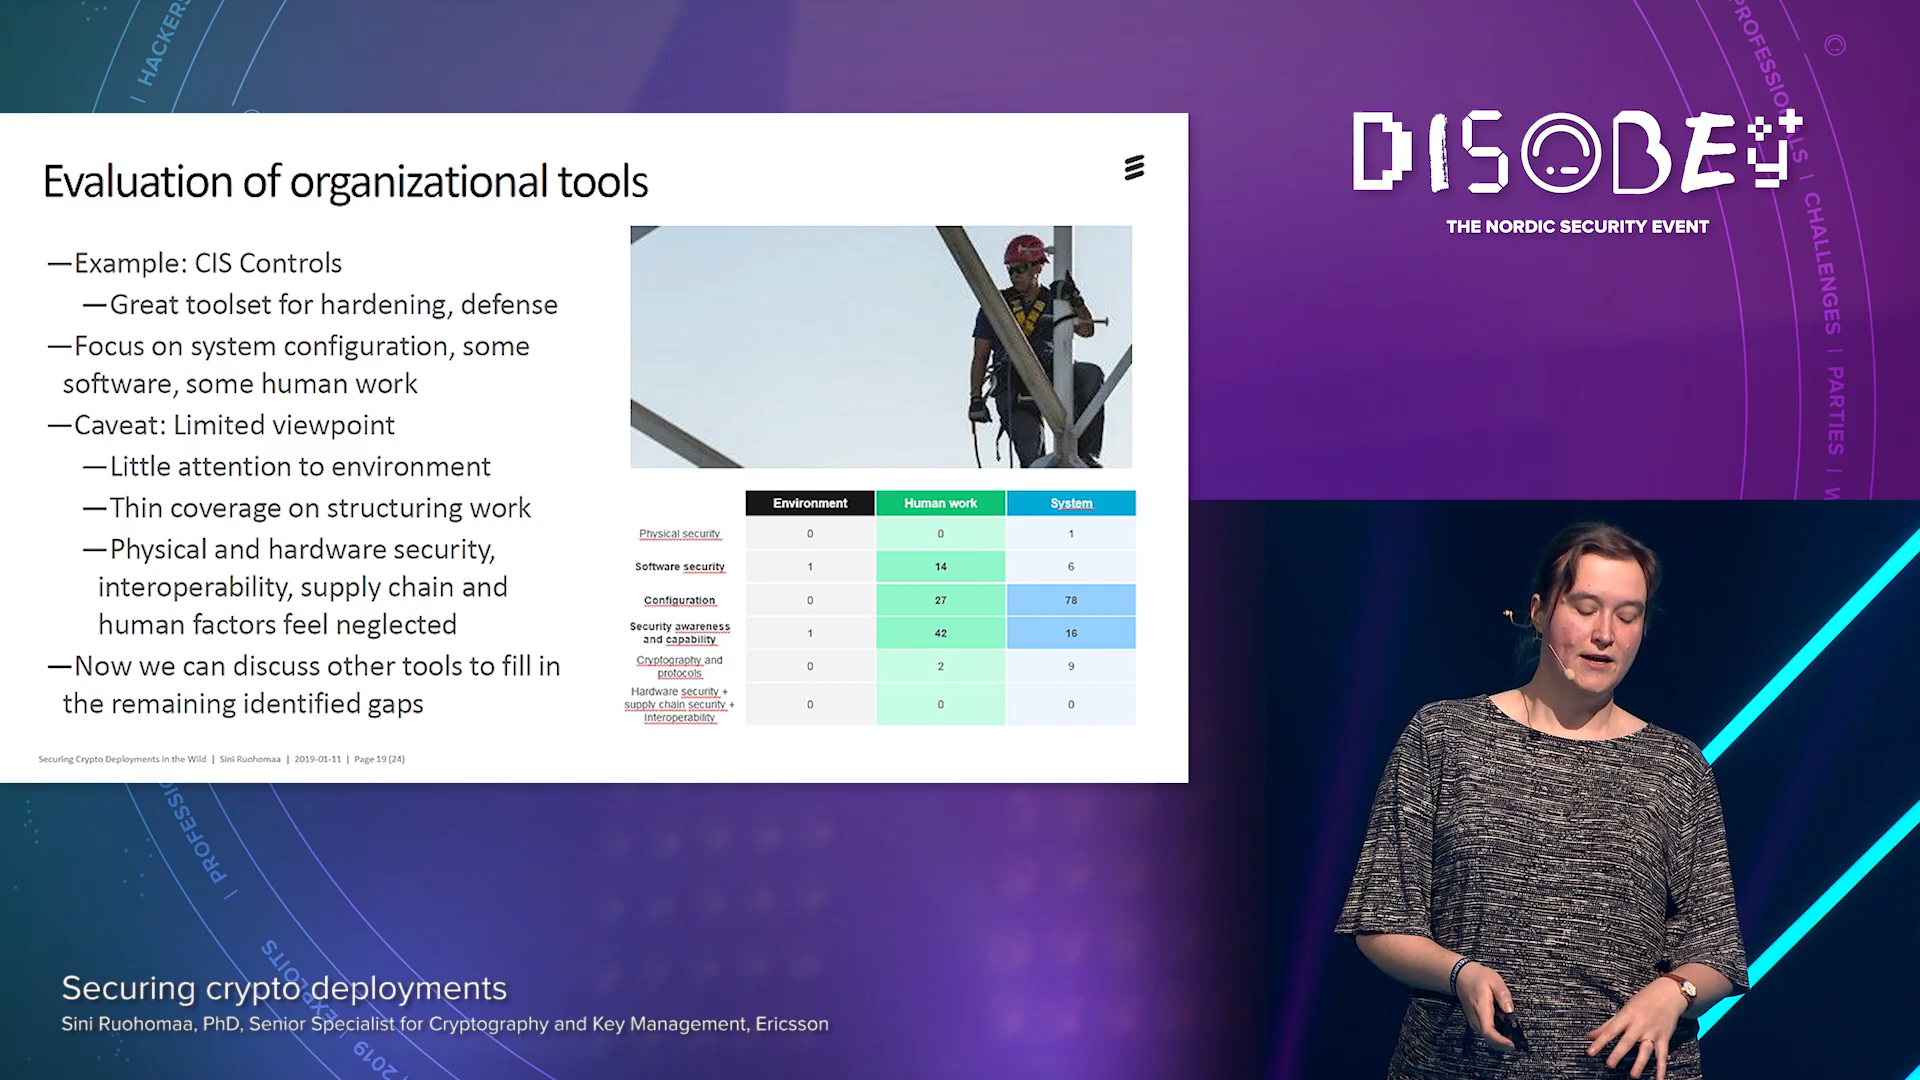 HACKERS
DISOBEY
THE NORDIC SECURITY EVENT
PROFESSIONALS | CHALLENGES | PARTIES /
Evaluation of organizational tools
—Example: CIS Controls
—Great toolset for hardening, defense
—Focus on system configuration, some
software, some human work
—Caveat: Limited viewpoint
—Little attention to environment
—Thin coverage on structuring work
—Physical and hardware security,
interoperability, supply chain and
human factors feel neglected
—Now we can discuss other tools to fill in
the remaining identified gaps
Environment Human work System
Physical security 0 0 1
Software security 1 14 6
Configuration 0 27 78
Security awareness
and capability 1 42 16
Cryptography and
protocols 0 2 9
Hardware security +
supply chain security +
Interoperability 0 0 0
Securing Crypto Deployments in the Wild | Sini Ruohomaa | 2019-01-11 | Page 19 (24)
EXPLOITS
2019
Securing crypto deployments
Sini Ruohomaa, PhD, Senior Specialist for Cryptography and Key Management, Ericsson